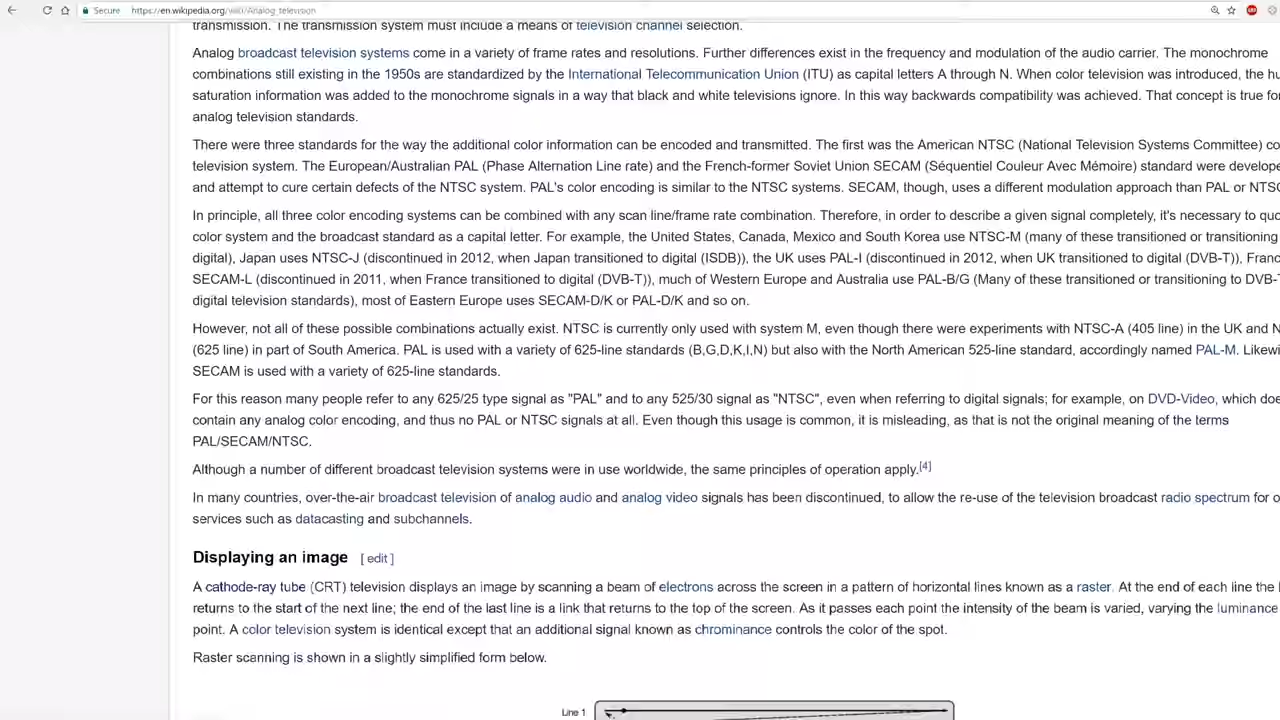 Secure https://en.wikipedia.org/wiki/Analog_television
transmission. The transmission system must include a means of television channel selection.
Analog broadcast television systems come in a variety of frame rates and resolutions. Further differences exist in the frequency and modulation of the audio carrier. The monochrome
combinations still existing in the 1950s are standardized by the International Telecommunication Union (ITU) as capital letters A through N. When color television was introduced, the
saturation information was added to the monochrome signals in a way that black and white televisions ignore. In this way backwards compatibility was achieved. That concept is true for
analog television standards.
There were three standards for the way the additional color information can be encoded and transmitted. The first was the American NTSC (National Television Systems Committee)
television system. The European/Australian PAL (Phase Alternation Line rate) and the French-former Soviet Union SECAM (Séquentiel Couleur Avec Mémoire) standard were
and attempt to cure certain defects of the NTSC system. PAL's color encoding is similar to the NTSC systems. SECAM, though, uses a different modulation approach than PAL or
In principle, all three color encoding systems can be combined with any scan line/frame rate combination. Therefore, in order to describe a given signal completely, it's necessary to
color system and the broadcast standard as a capital letter. For example, the United States, Canada, Mexico and South Korea use NTSC-M (many of these transitioned or transitioning
digital), Japan uses NTSC-J (discontinued in 2012, when Japan transitioned to digital (ISDB)), the UK uses PAL-I (discontinued in 2012, when UK transitioned to digital (DVB-T)),
SECAM-L (discontinued in 2011, when France transitioned to digital (DVB-T)), much of Western Europe and Australia use PAL-B/G (Many of these transitioned or transitioning to
digital television standards), most of Eastern Europe uses SECAM-D/K or PAL-D/K and so on.
However, not all of these possible combinations actually exist. NTSC is currently only used with system M, even though there were experiments with NTSC-A (405 line) in the UK and
(625 line) in part of South America. PAL is used with a variety of 625-line standards (B,G,D,K,I,N) but also with the North American 525-line standard, accordingly named PAL-M.
SECAM is used with a variety of 625-line standards.
For this reason many people refer to any 625/25 type signal as "PAL" and to any 525/30 signal as "NTSC", even when referring to digital signals; for example, on DVD-Video, which
contain any analog color encoding, and thus no PAL or NTSC signals at all. Even though this usage is common, it is misleading, as that is not the original meaning of the terms
PAL/SECAM/NTSC.
Although a number of different broadcast television systems were in use worldwide, the same principles of operation apply.[4]
In many countries, over-the-air broadcast television of analog audio and analog video signals has been discontinued, to allow the re-use of the television broadcast radio spectrum for
services such as datacasting and subchannels.
Displaying an image [ edit ]
A cathode-ray tube (CRT) television displays an image by scanning a beam of electrons across the screen in a pattern of horizontal lines known as a raster. At the end of each line the
returns to the start of the next line; the end of the last line is a link that returns to the top of the screen. As it passes each point the intensity of the beam is varied, varying the luminance
point. A color television system is identical except that an additional signal known as chrominance controls the color of the spot.
Raster scanning is shown in a slightly simplified form below.
Line 1